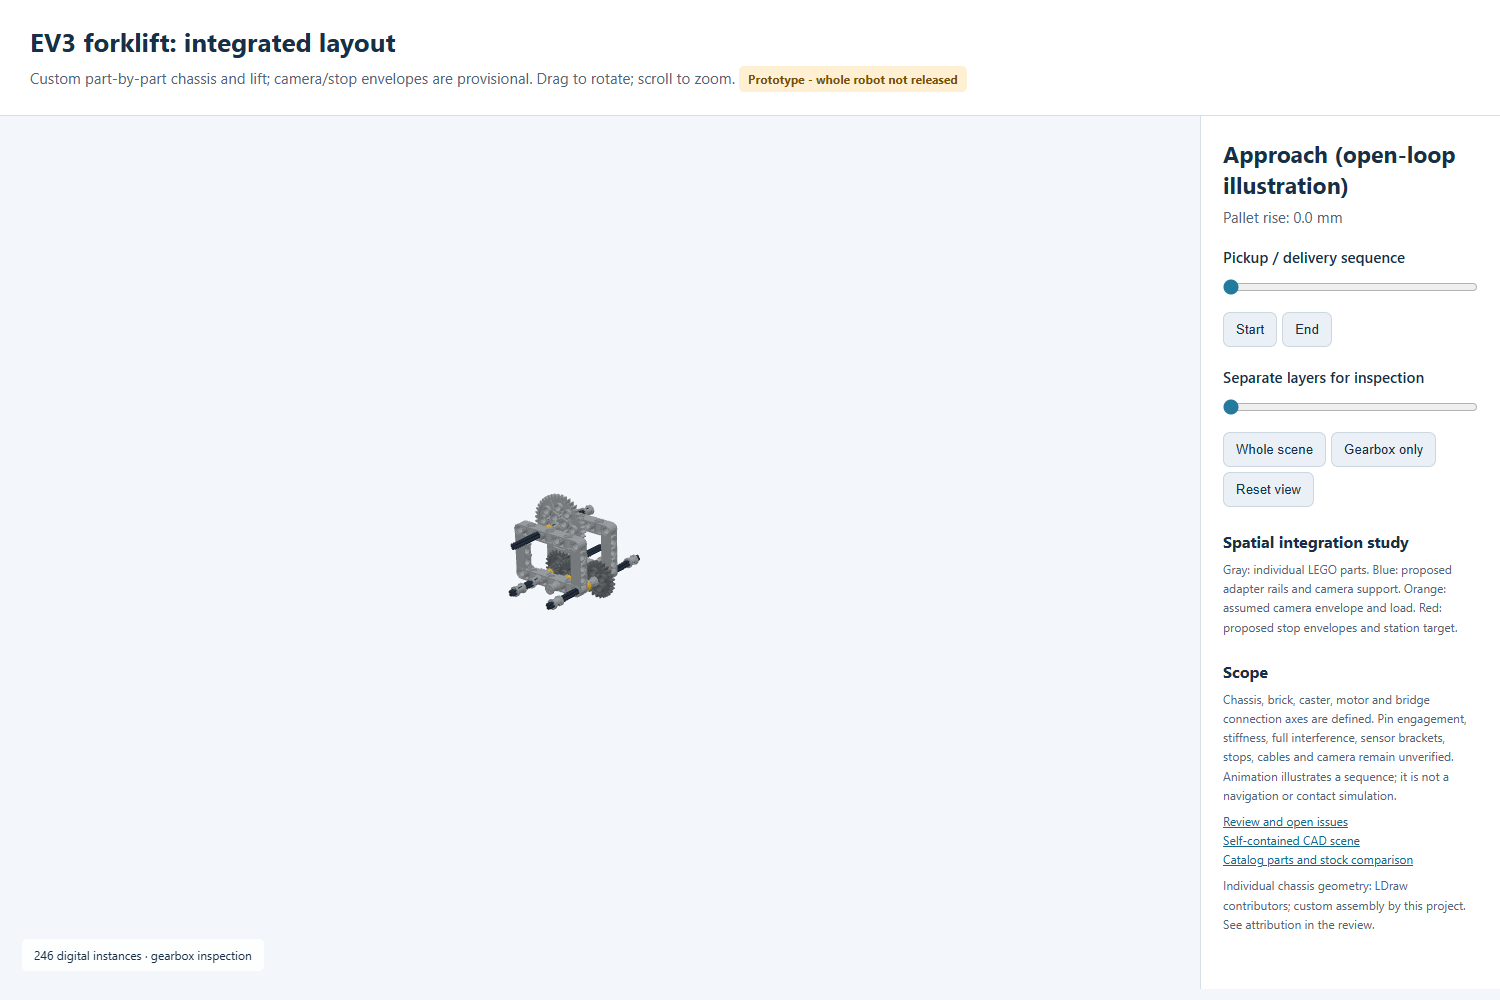 EV3 forklift: integrated layout
Custom part-by-part chassis and lift; camera/stop envelopes are provisional. Drag to rotate; scroll to zoom. Prototype - whole robot not released
Approach (open-loop
illustration)
Pallet rise: 0.0 mm
Pickup / delivery sequence
Start End
Separate layers for inspection
Whole scene Gearbox only
Reset view
Spatial integration study
Gray: individual LEGO parts. Blue: proposed
adapter rails and camera support. Orange:
assumed camera envelope and load. Red:
proposed stop envelopes and station target.
Scope
Chassis, brick, caster, motor and bridge
connection axes are defined. Pin engagement,
stiffness, full interference, sensor brackets,
stops, cables and camera remain unverified.
Animation illustrates a sequence; it is not a
navigation or contact simulation.
Review and open issues
Self-contained CAD scene
Catalog parts and stock comparison
Individual chassis geometry: LDraw
contributors; custom assembly by this project.
See attribution in the review.
246 digital instances · gearbox inspection